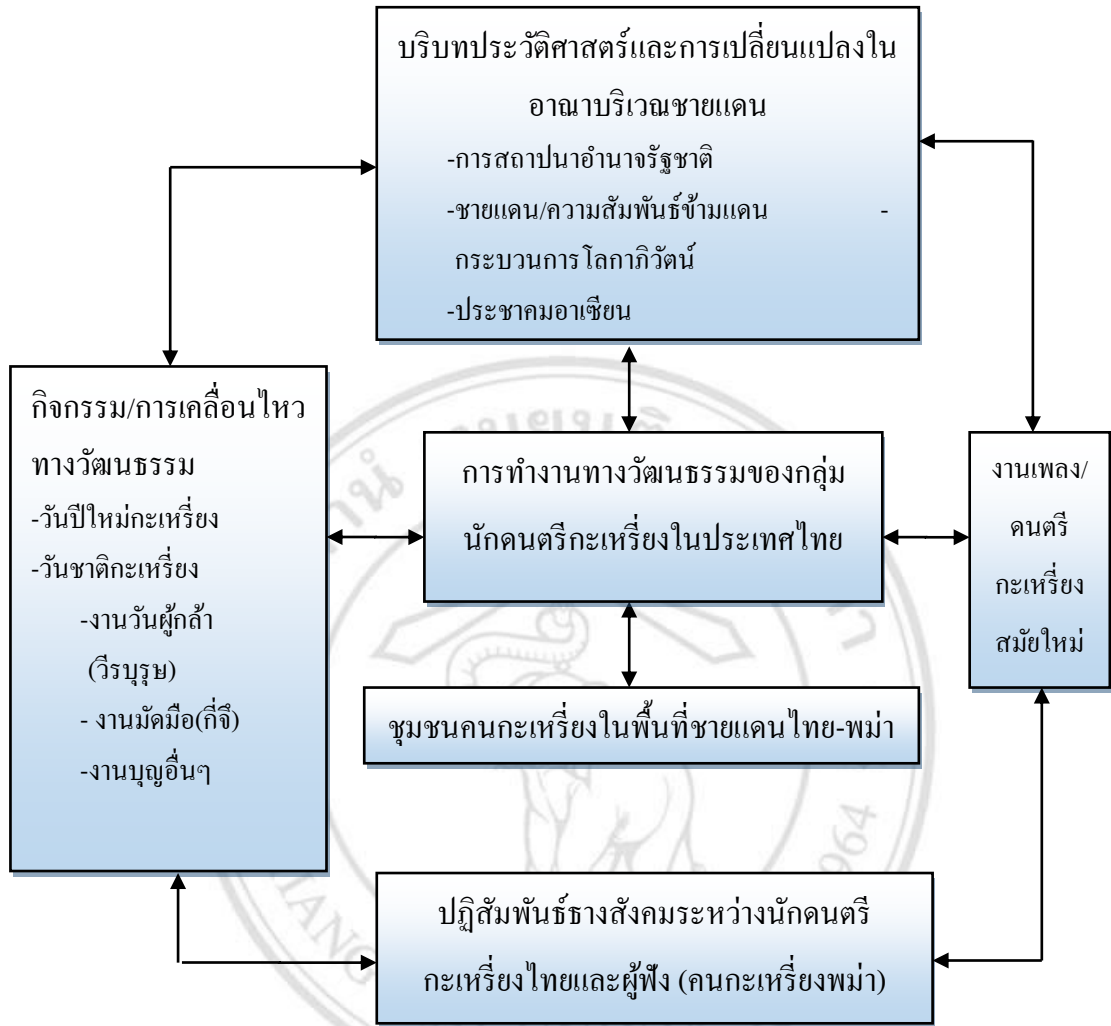 บริบทประวัติศาสตร์และการเปลี่ยนแปลงใน
อาณาบริเวณชายแดน
-การสถาปนาอำนาจรัฐชาติ
-ชายแดน/ความสัมพันธ์ข้ามแดน -
กระบวนการโลกาภิวัตน์
-ประชาคมอาเซียน
กิจกรรม/การเคลื่อนไหว
ทางวัฒนธรรม
-วันปีใหม่กะเหรี่ยง
-วันชาติกะเหรี่ยง
-งานวันผู้กล้า
(วีรบุรุษ)
- งานมัดมือ(กี่จึ)
-งานบุญอื่นๆ
การทำงานทางวัฒนธรรมของกลุ่ม
นักดนตรีกะเหรี่ยงในประเทศไทย
งานเพลง/
ดนตรี
กะเหรี่ยง
สมัยใหม่
ชุมชนคนกะเหรี่ยงในพื้นที่ชายแดนไทย-พม่า
ปฏิสัมพันธ์ธางสังคมระหว่างนักดนตรี
กะเหรี่ยงไทยและผู้ฟัง (คนกะเหรี่ยงพม่า)
IANG
964